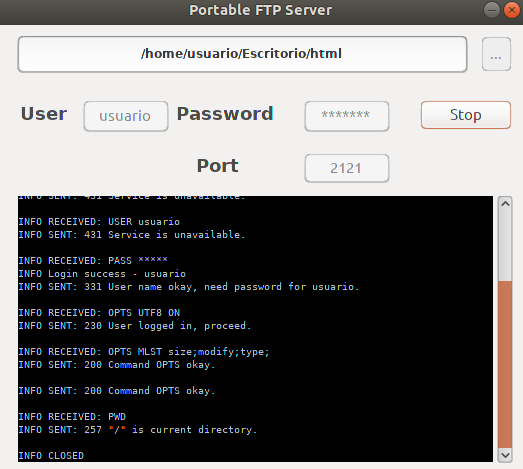 Portable FTP Server
/home/usuario/Escritorio/html
...
User usuario Password ******* Stop
Port 2121
INFO SENT: 431 Service is unavailable.
INFO RECEIVED: USER usuario
INFO SENT: 431 Service is unavailable.
INFO RECEIVED: PASS *****
INFO Login success - usuario
INFO SENT: 331 User name okay, need password for usuario.
INFO RECEIVED: OPTS UTF8 ON
INFO SENT: 230 User logged in, proceed.
INFO RECEIVED: OPTS MLST size;modify;type;
INFO SENT: 200 Command OPTS okay.
INFO SENT: 200 Command OPTS okay.
INFO RECEIVED: PWD
INFO SENT: 257 "/" is current directory.
INFO CLOSED